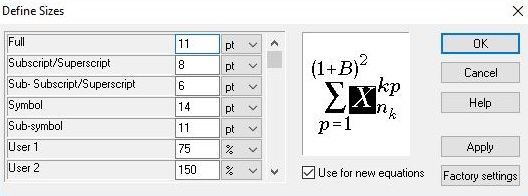 Define Sizes
Full 11 pt
Subscript/Superscript 8 pt
Sub- Subscript/Superscript 6 pt
Symbol 14 pt
Sub-symbol 11 pt
User 1 75 %
User 2 150 %
(1+B)²
∑ X kp nk
p=1
Use for new equations
OK
Cancel
Help
Apply
Factory settings